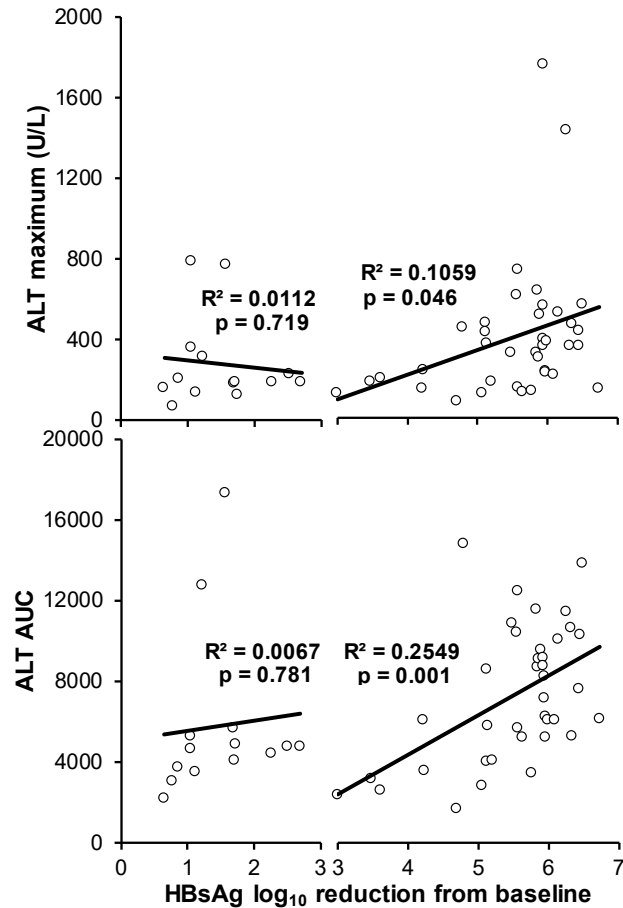 2000
1600
1200
800
400
0
ALT maximum (U/L)
R² = 0.0112
p = 0.719
R² = 0.1059
p = 0.046
20000
16000
12000
8000
4000
0
ALT AUC
R² = 0.0067
p = 0.781
R² = 0.2549
p = 0.001
0 1 2 3 3 4 5 6 7
HBsAg log₁₀ reduction from baseline